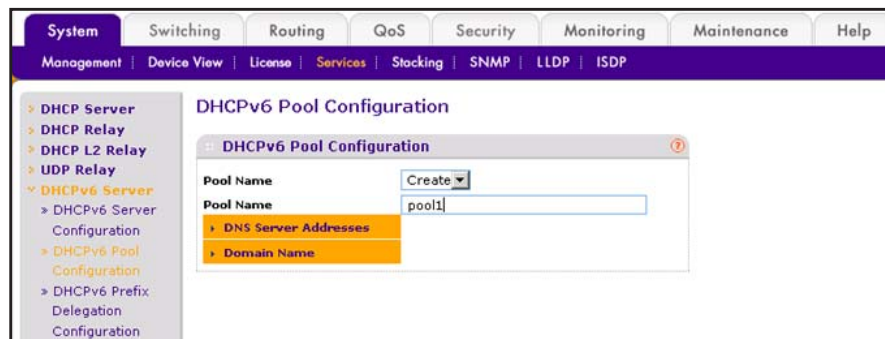 System Switching Routing QoS Security Monitoring Maintenance Help
Management Device View License Services Stacking SNMP LLDP ISDP
DHCP Server
DHCP Relay
DHCP L2 Relay
UDP Relay
DHCPv6 Server
DHCPv6 Server
Configuration
DHCPv6 Pool
Configuration
DHCPv6 Prefix
Delegation
Configuration
DHCPv6 Pool Configuration
DHCPv6 Pool Configuration ?
Pool Name Create
Pool Name pool1
DNS Server Addresses
Domain Name